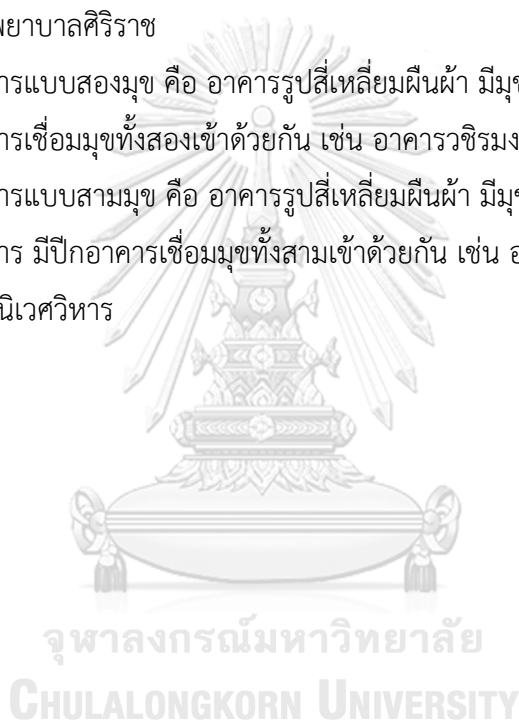 พยาบาลศิริราช
ารแบบสองมุข คือ อาคารรูปสี่เหลี่ยมผืนผ้า มีมุข
ารเชื่อมมุขทั้งสองเข้าด้วยกัน เช่น อาคารวชิรมง
ารแบบสามมุข คือ อาคารรูปสี่เหลี่ยมผืนผ้า มีมุข
าร มีปีกอาคารเชื่อมมุขทั้งสามเข้าด้วยกัน เช่น อ
นิเวศวิหาร
จุฬาลงกรณ์มหาวิทยาลัย
CHULALONGKORN UNIVERSITY